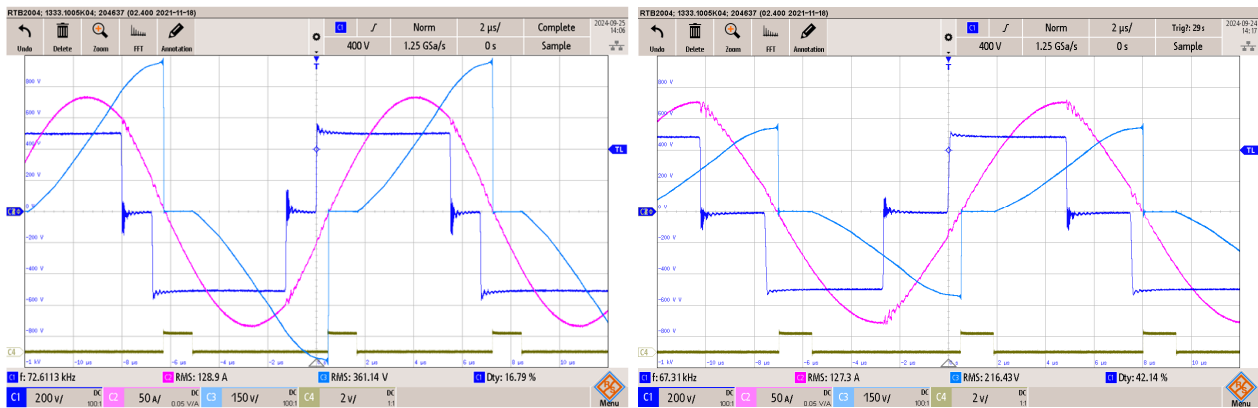 RTB2004; 1333.1005K04; 204637 (02.400 2021-11-18)
Undo Delete Zoom FFT Annotation
C1 Norm 2 µs/ Complete
400 V 1.25 GSa/s 0 s Sample
2024-09-25
14:06
T
800 V
600 V
400 V
200 V
0 V
-200 V
-400 V
-600 V
-800 V
-1 kV
TL
C4
-10 µs -8 µs -6 µs -4 µs -2 µs 2 µs 4 µs 6 µs 8 µs 10 µs
C1 f: 72.6113 kHz C2 RMS: 128.9 A C3 RMS: 361.14 V C1 Dty: 16.79 %
C1 200 V/ DC 100:1 C2 50 A/ DC 0.05 V/A C3 150 V/ DC 100:1 C4 2 V/ DC 1:1
R S
Menu
RTB2004; 1333.1005K04; 204637 (02.400 2021-11-18)
Undo Delete Zoom FFT Annotation
C1 Norm 2 µs/ Trig?: 29 s
400 V 1.25 GSa/s 0 s Sample
2024-09-24
14:17
T
800 V
600 V
400 V
200 V
0 V
-200 V
-400 V
-600 V
-800 V
-1 kV
TL
C4
-10 µs -8 µs -6 µs -4 µs -2 µs 2 µs 4 µs 6 µs 8 µs 10 µs
C1 f: 67.31 kHz C2 RMS: 127.3 A C3 RMS: 216.43 V C1 Dty: 42.14 %
C1 200 V/ DC 100:1 C2 50 A/ DC 0.05 V/A C3 150 V/ DC 100:1 C4 2 V/ DC 1:1
R S
Menu